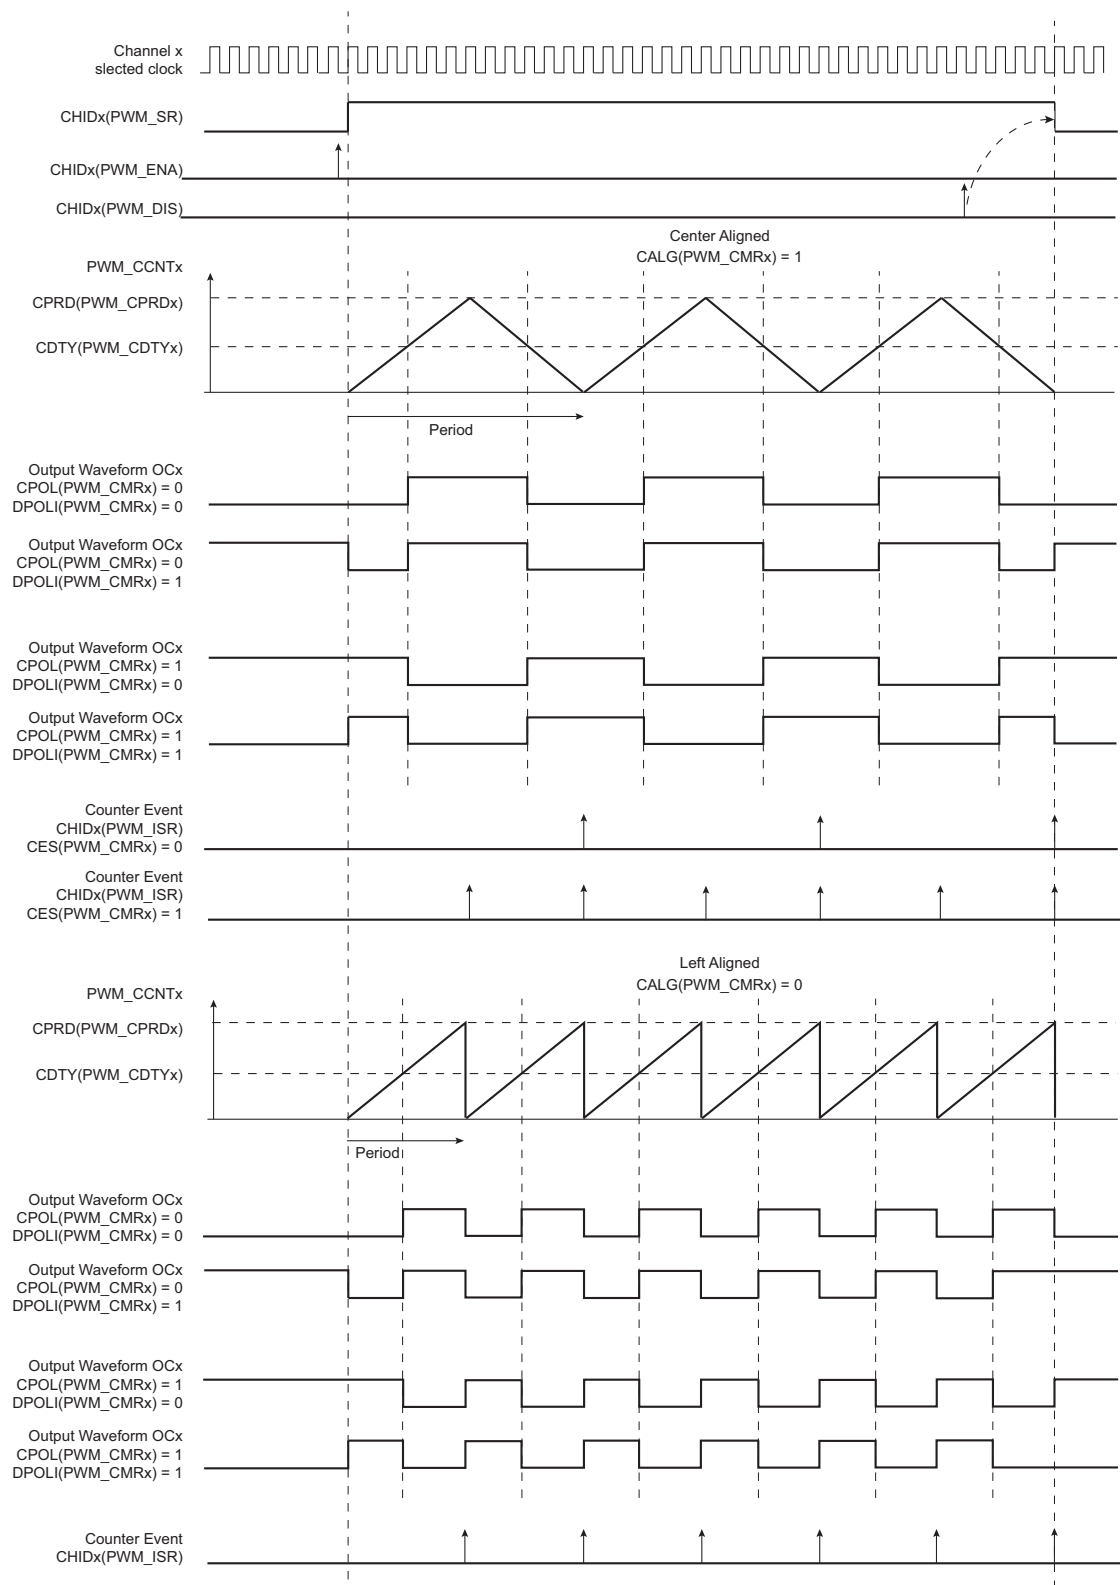 Channel x
slected clock
CHIDx(PWM_SR)
CHIDx(PWM_ENA)
CHIDx(PWM_DIS)
Center Aligned
CALG(PWM_CMRx) = 1
PWM_CCNTx
CPRD(PWM_CPRDx)
CDTY(PWM_CDTYx)
Period
Output Waveform OCx
CPOL(PWM_CMRx) = 0
DPOLI(PWM_CMRx) = 0
Output Waveform OCx
CPOL(PWM_CMRx) = 0
DPOLI(PWM_CMRx) = 1
Output Waveform OCx
CPOL(PWM_CMRx) = 1
DPOLI(PWM_CMRx) = 0
Output Waveform OCx
CPOL(PWM_CMRx) = 1
DPOLI(PWM_CMRx) = 1
Counter Event
CHIDx(PWM_ISR)
CES(PWM_CMRx) = 0
Counter Event
CHIDx(PWM_ISR)
CES(PWM_CMRx) = 1
Left Aligned
CALG(PWM_CMRx) = 0
PWM_CCNTx
CPRD(PWM_CPRDx)
CDTY(PWM_CDTYx)
Period
Output Waveform OCx
CPOL(PWM_CMRx) = 0
DPOLI(PWM_CMRx) = 0
Output Waveform OCx
CPOL(PWM_CMRx) = 0
DPOLI(PWM_CMRx) = 1
Output Waveform OCx
CPOL(PWM_CMRx) = 1
DPOLI(PWM_CMRx) = 0
Output Waveform OCx
CPOL(PWM_CMRx) = 1
DPOLI(PWM_CMRx) = 1
Counter Event
CHIDx(PWM_ISR)